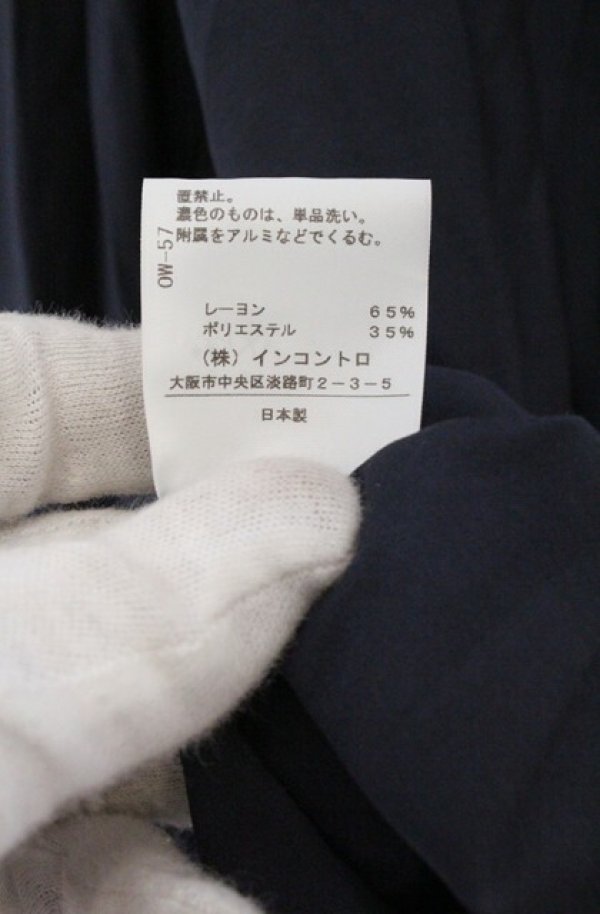 置禁止。
濃色のものは、単品洗い。
附属をアルミなどでくるむ。
OW-57
レーヨン 65%
ポリエステル 35%
(株)インコントロ
大阪市中央区淡路町2-3-5
日本製